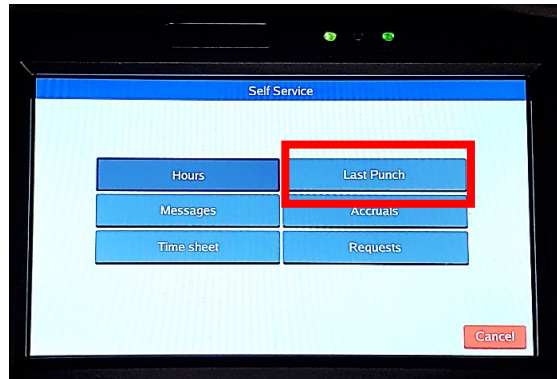 Self Service
Hours Last Punch
Messages Accruals
Time sheet Requests
Cancel